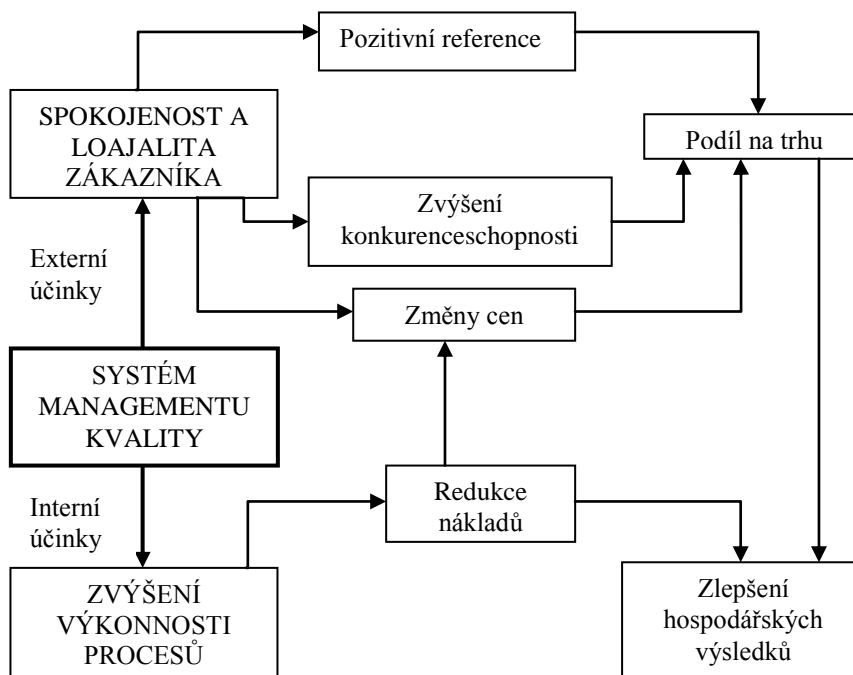 Pozitivní reference
SPOKOJENOST A
LOAJALITA
ZÁKAZNÍKA
Podíl na trhu
Zvýšení
konkurenceschopnosti
Externí
účinky
Změny cen
SYSTÉM
MANAGEMENTU
KVALITY
Redukce
nákladů
Interní
účinky
ZVÝŠENÍ
VÝKONNOSTI
PROCESŮ
Zlepšení
hospodářských
výsledků